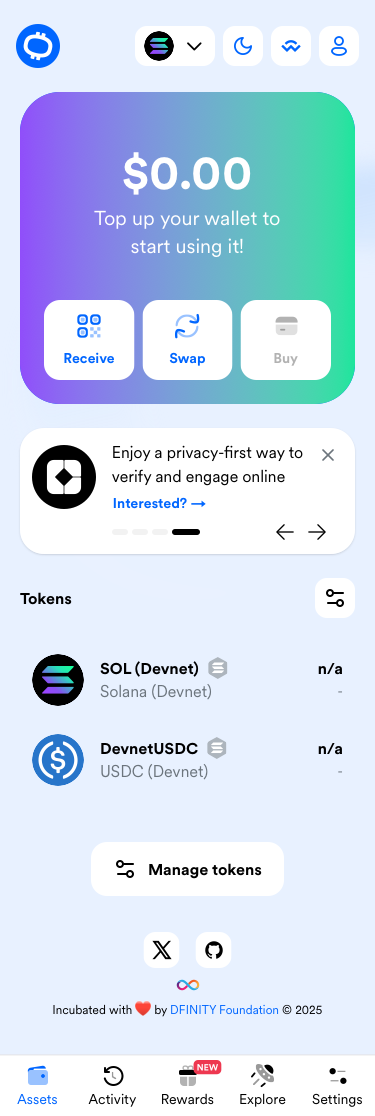 $0.00
Top up your wallet to
start using it!
Receive
Swap
Buy
Enjoy a privacy-first way to
verify and engage online
Interested? →
Tokens
SOL (Devnet)
n/a
Solana (Devnet)
-
DevnetUSDC
n/a
USDC (Devnet)
-
Manage tokens
Incubated with ❤️ by DFINITY Foundation © 2025
NEW
Assets
Activity
Rewards
Explore
Settings